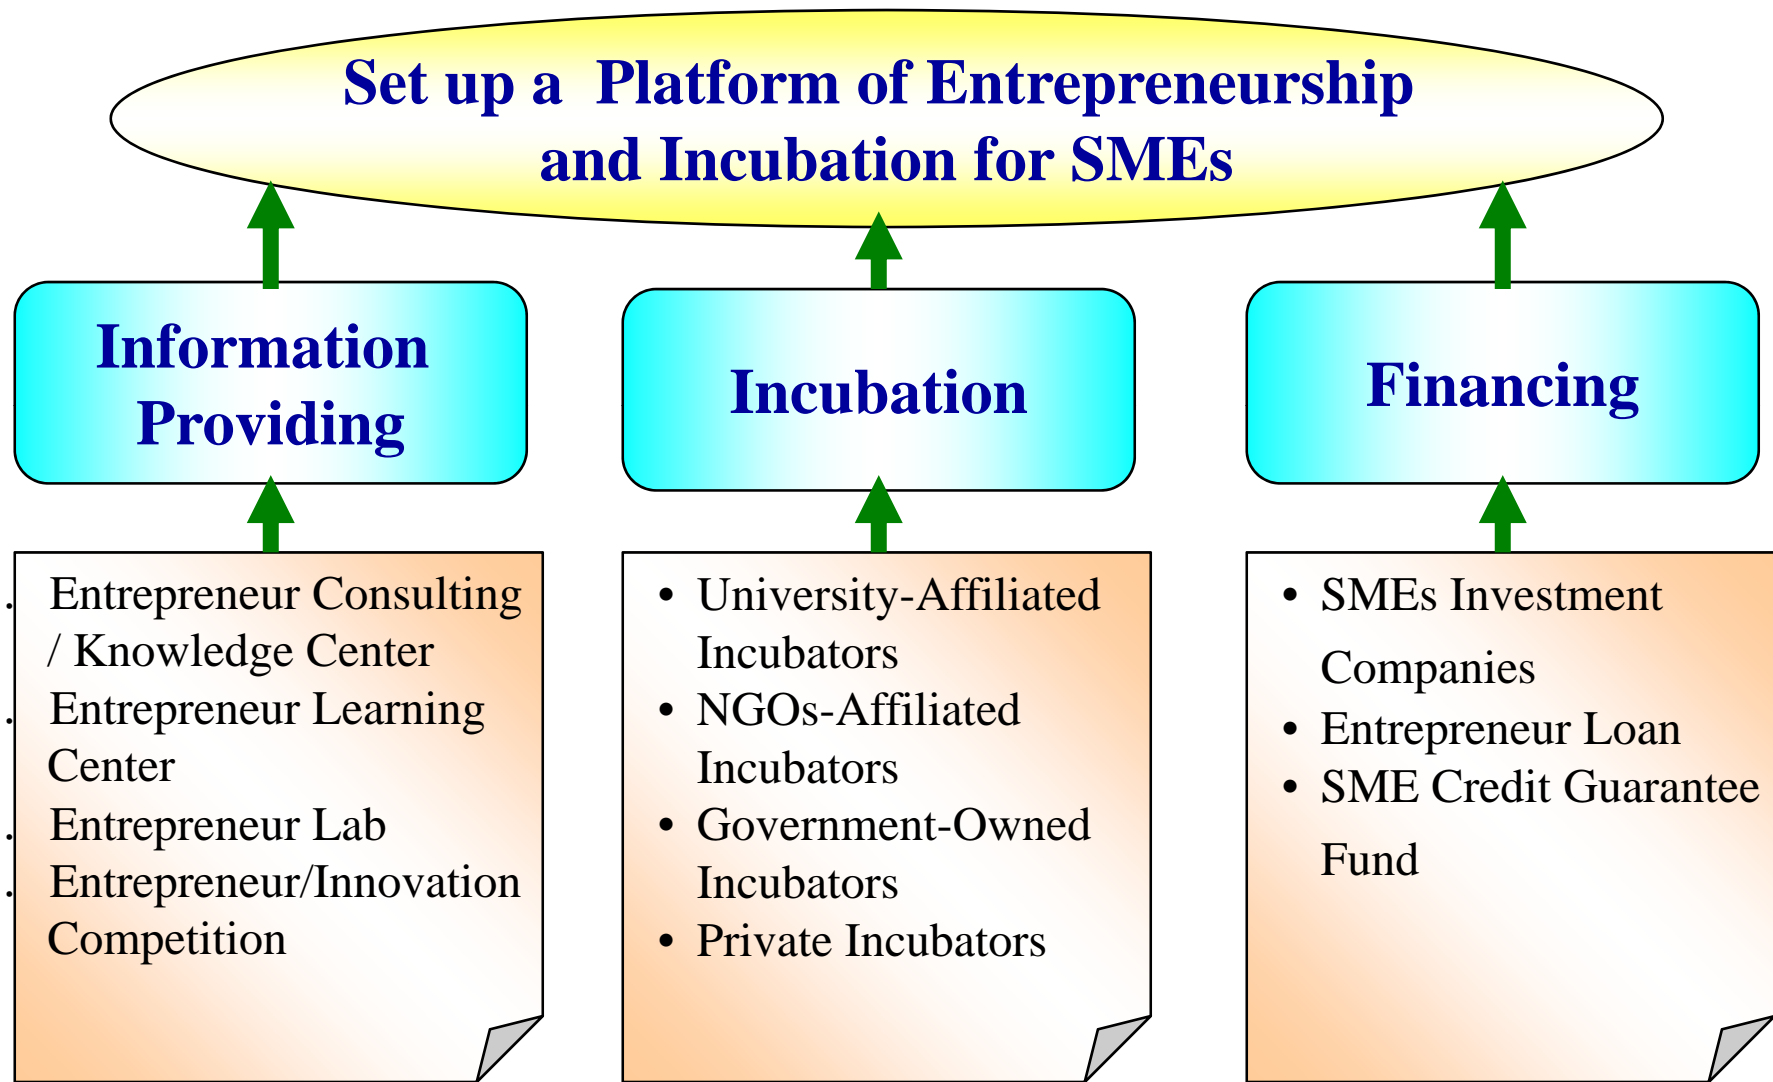 Set up a Platform of Entrepreneurship
and Incubation for SMEs
Information
Providing
Incubation
Financing
. Entrepreneur Consulting
/ Knowledge Center
. Entrepreneur Learning
Center
. Entrepreneur Lab
. Entrepreneur/Innovation
Competition
• University-Affiliated
Incubators
• NGOs-Affiliated
Incubators
• Government-Owned
Incubators
• Private Incubators
• SMEs Investment
Companies
• Entrepreneur Loan
• SME Credit Guarantee
Fund